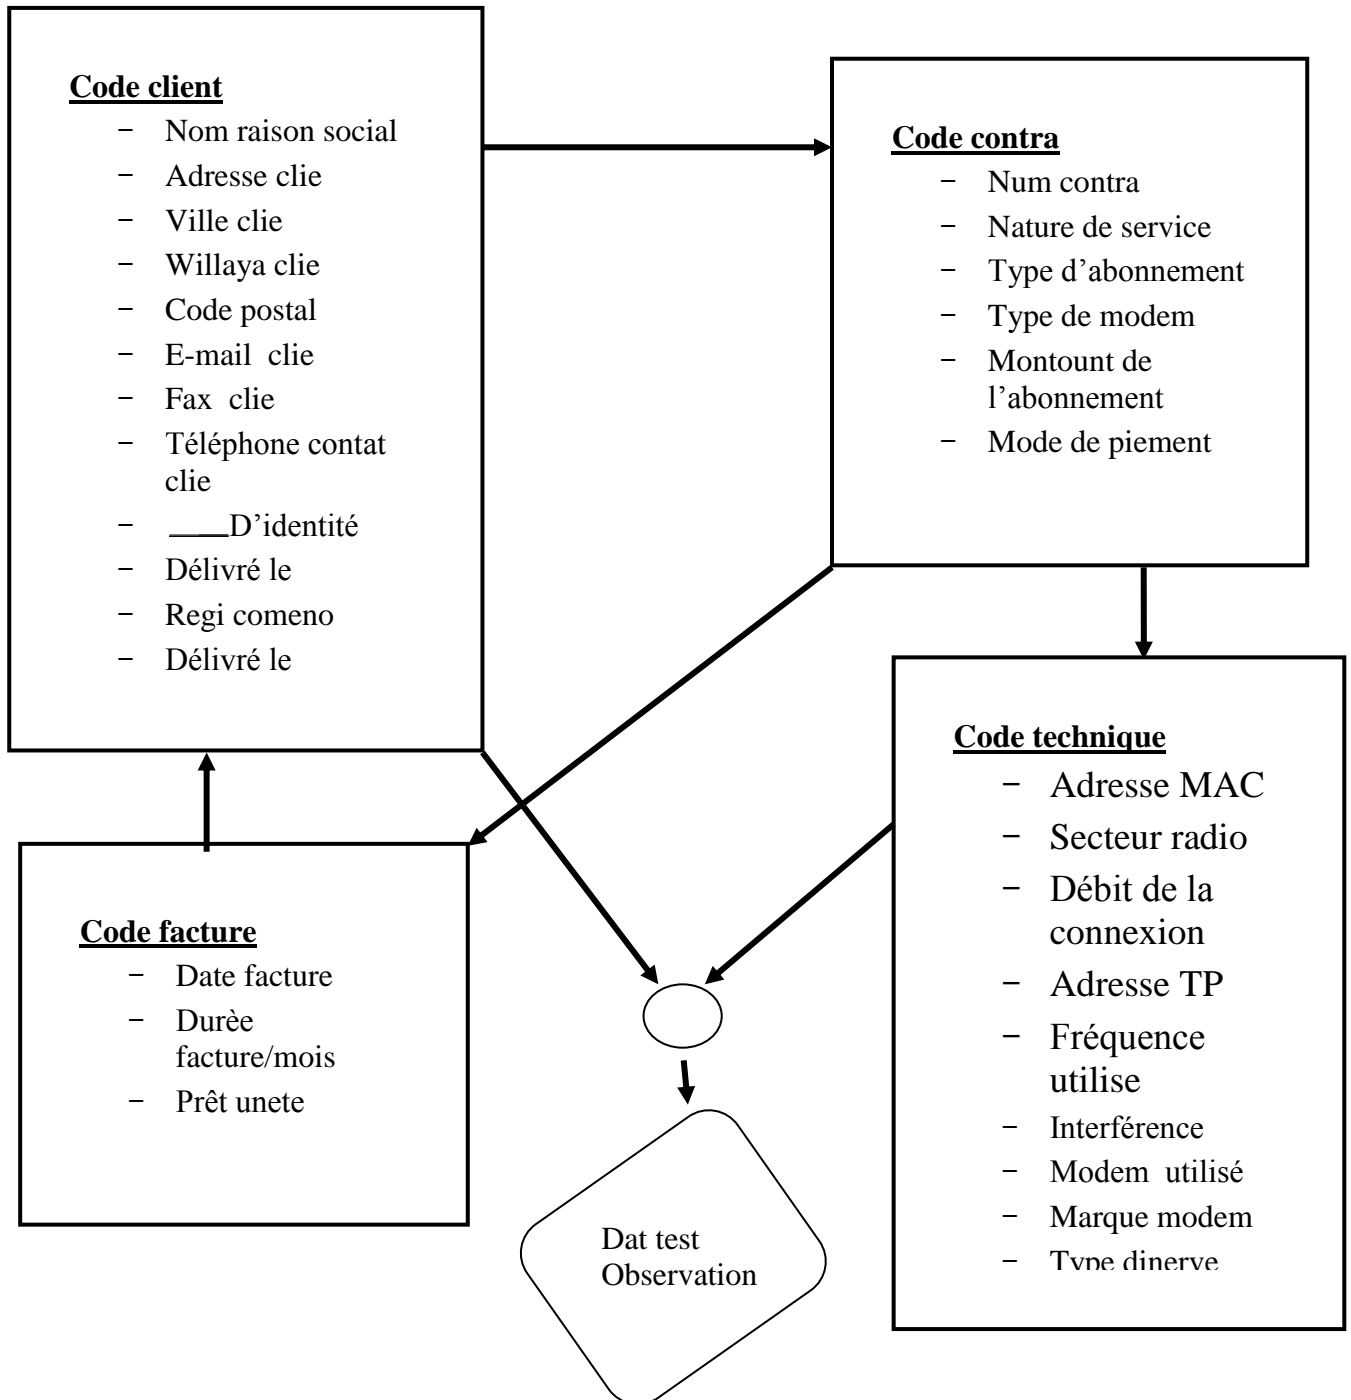 Code client
− Nom raison social
− Adresse clie
− Ville clie
− Willaya clie
− Code postal
− E-mail clie
− Fax clie
− Téléphone contat
clie
− ____D’identité
− Délivré le
− Regi comeno
− Délivré le
Code contra
− Num contra
− Nature de service
− Type d’abonnement
− Type de modem
− Montount de
l’abonnement
− Mode de piement
Code technique
− Adresse MAC
− Secteur radio
− Débit de la
connexion
− Adresse TP
− Fréquence
utilise
− Interférence
− Modem utilisé
− Marque modem
− Type dinerve
Code facture
− Date facture
− Durèe
facture/mois
− Prêt unete
Dat test
Observation